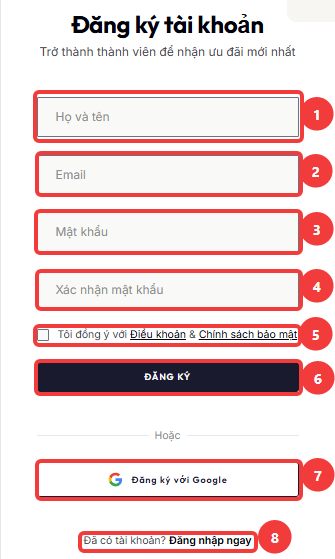 Đăng ký tài khoản
Trở thành thành viên để nhận ưu đãi mới nhất
Họ và tên 1
Email 2
Mật khẩu 3
Xác nhận mật khẩu 4
Tôi đồng ý với Điều khoản & Chính sách bảo mật 5
ĐĂNG KÝ 6
Hoặc
Đăng ký với Google 7
Đã có tài khoản? Đăng nhập ngay 8